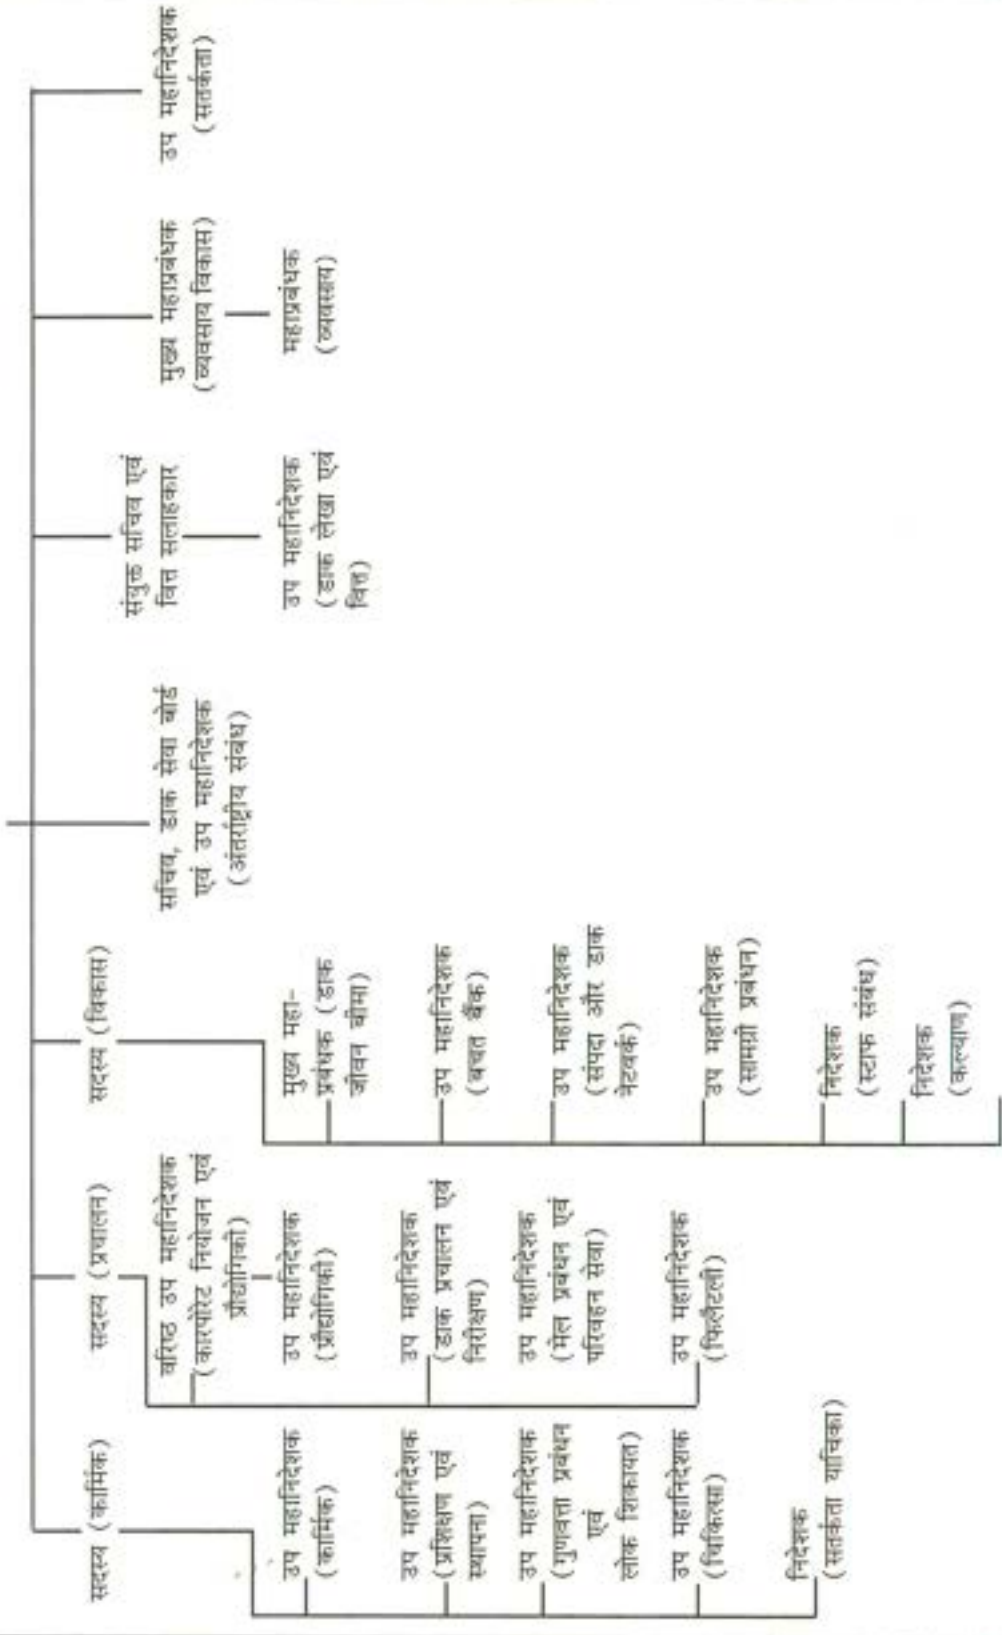 सदस्य (कार्मिक)
उप महानिदेशक
(कार्मिक)
उप महानिदेशक
(प्रशिक्षण एवं
स्थापना)
उप महानिदेशक
(गुणवत्ता प्रबंधन
एवं
लोक शिकायत)
उप महानिदेशक
(चिकित्सा)
निदेशक
(सतर्कता याचिका)
सदस्य (प्रचालन)
वरिष्ठ उप महानिदेशक
(कारपोरेट नियोजन एवं
प्रौद्योगिकी)
उप महानिदेशक
(प्रौद्योगिकी)
उप महानिदेशक
(डाक प्रचालन एवं
निरीक्षण)
उप महानिदेशक
(मेल प्रबंधन एवं
परिवहन सेवा)
उप महानिदेशक
(फिलैटली)
सदस्य (विकास)
मुख्य महा-
प्रबंधक (डाक
जीवन बीमा)
उप महानिदेशक
(बचत बैंक)
उप महानिदेशक
(संपदा और डाक
नेटवर्क)
उप महानिदेशक
(सामग्री प्रबंधन)
निदेशक
(स्टाफ संबंध)
निदेशक
(कल्याण)
सचिव, डाक सेवा बोर्ड
एवं उप महानिदेशक
(अंतर्राष्ट्रीय संबंध)
संयुक्त सचिव एवं
वित्त सलाहकार
उप महानिदेशक
(डाक लेखा एवं
वित्त)
मुख्य महाप्रबंधक
(व्यवसाय विकास)
महाप्रबंधक
(व्यवसाय)
उप महानिदेशक
(सतर्कता)